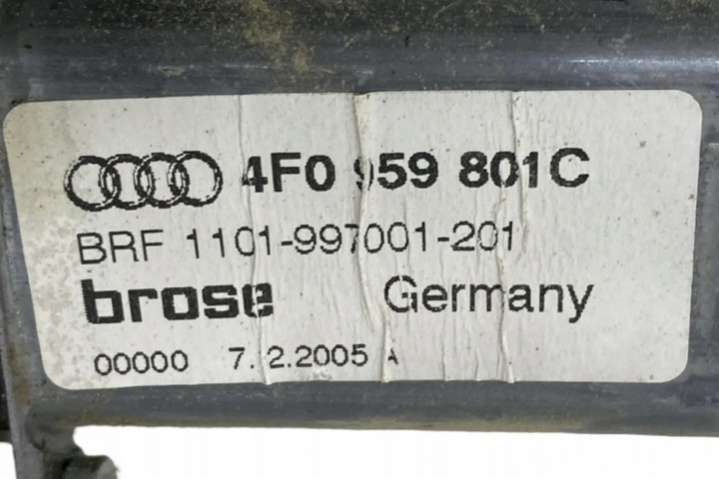 4F0 959 801C
BRF 1101-997001-201
brose Germany
00000 7.2.2005 A